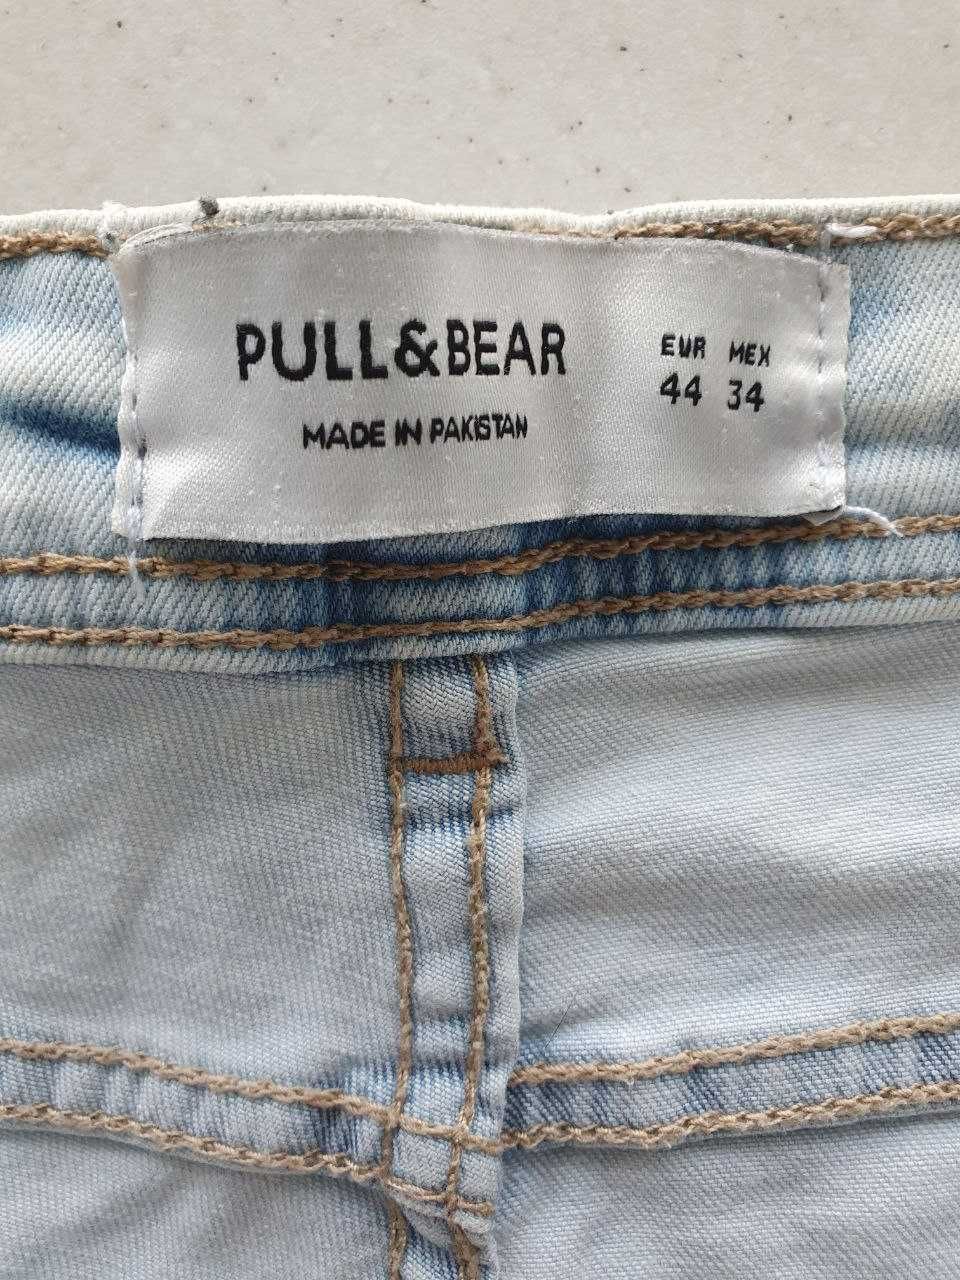 PULL&BEAR
MADE IN PAKISTAN
EUR MEX
44 34